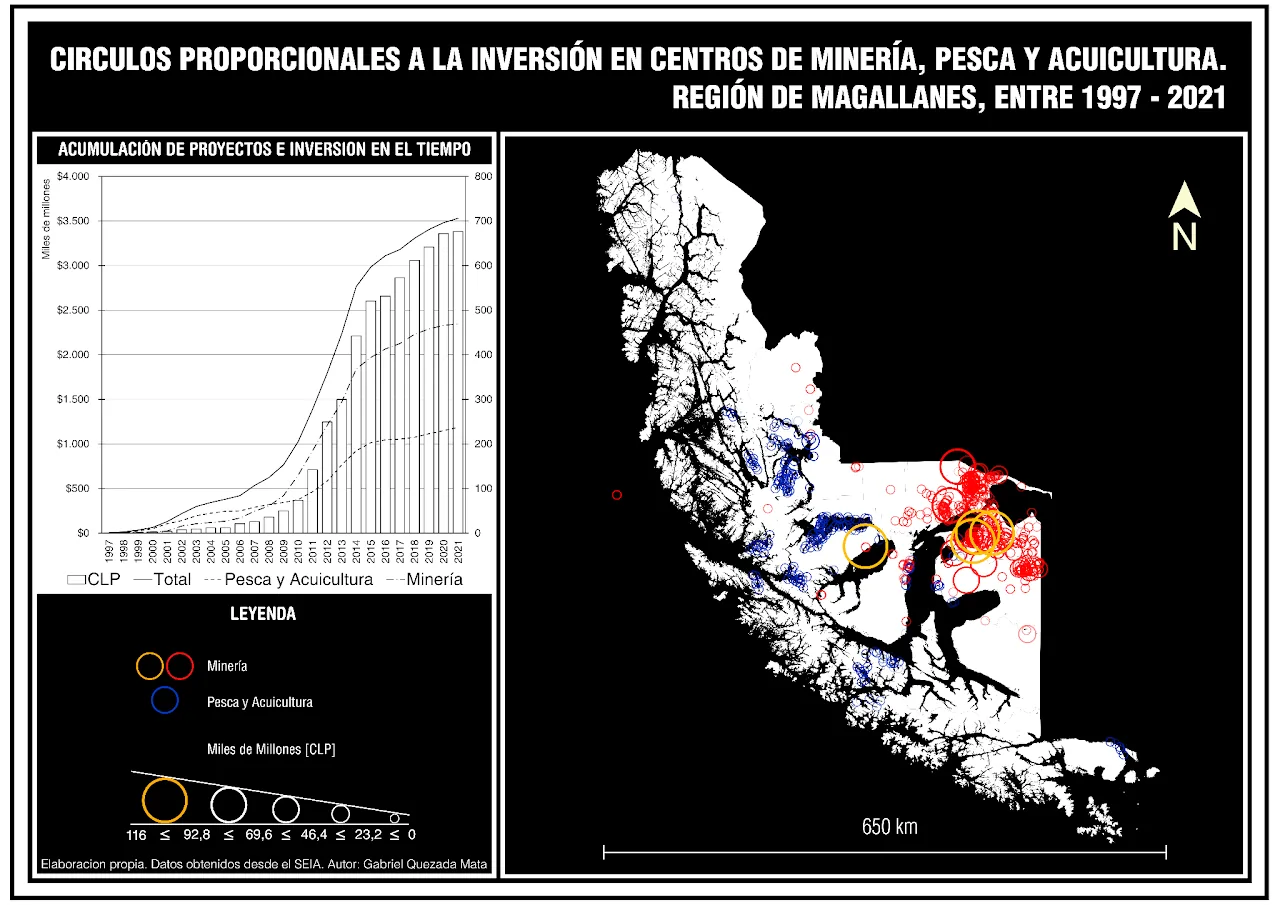 CIRCULOS PROPORCIONALES A LA INVERSIÓN EN CENTROS DE MINERÍA, PESCA Y ACUICULTURA.
REGIÓN DE MAGALLANES, ENTRE 1997 - 2021
ACUMULACIÓN DE PROYECTOS E INVERSION EN EL TIEMPO
Miles de millones
$4.000 800
$3.500 700
$3.000 600
$2.500 500
$2.000 400
$1.500 300
$1.000 200
$500 100
$0 0
1997 1998 1999 2000 2001 2002 2003 2004 2005 2006 2007 2008 2009 2010 2011 2012 2013 2014 2015 2016 2017 2018 2019 2020 2021
CLP Total Pesca y Acuicultura Minería
LEYENDA
Minería
Pesca y Acuicultura
Miles de Millones [CLP]
116 ≤ 92,8 ≤ 69,6 ≤ 46,4 ≤ 23,2 ≤ 0
Elaboracion propia. Datos obtenidos desde el SEIA. Autor: Gabriel Quezada Mata
N
650 km